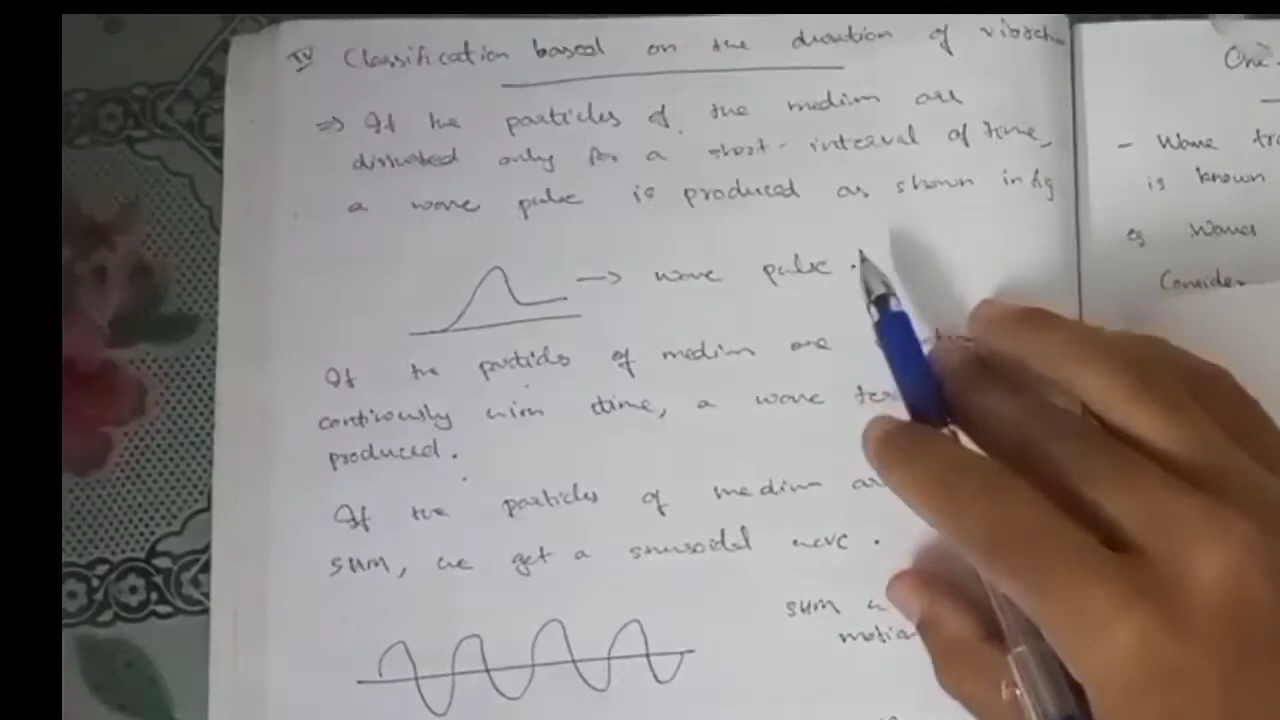 IV Classification based on the duration of vibration
⇒ If the particles of the medium are
disturbed only for a short interval of time,
a wave pulse is produced as shown in fig
→ wave pulse .
If the particles of medium are
continously with time, a wave
produced .
If the particles of medium
SHM, we get a sinusoidal wave .
SHM
motion
One
- Wave
is known
eg Waves
Consider